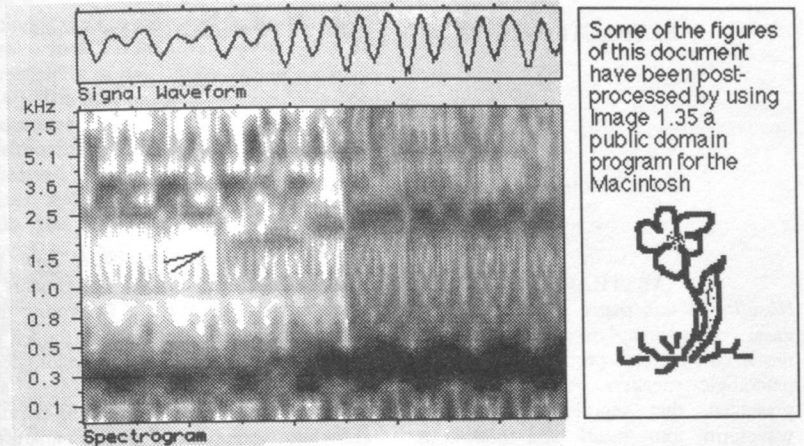 Signal Waveform
kHz
7.5
5.1
3.6
2.5
1.5
1.0
0.8
0.5
0.3
0.1
Spectrogram
Some of the figures
of this document
have been post-
processed by using
Image 1.35 a
public domain
program for the
Macintosh